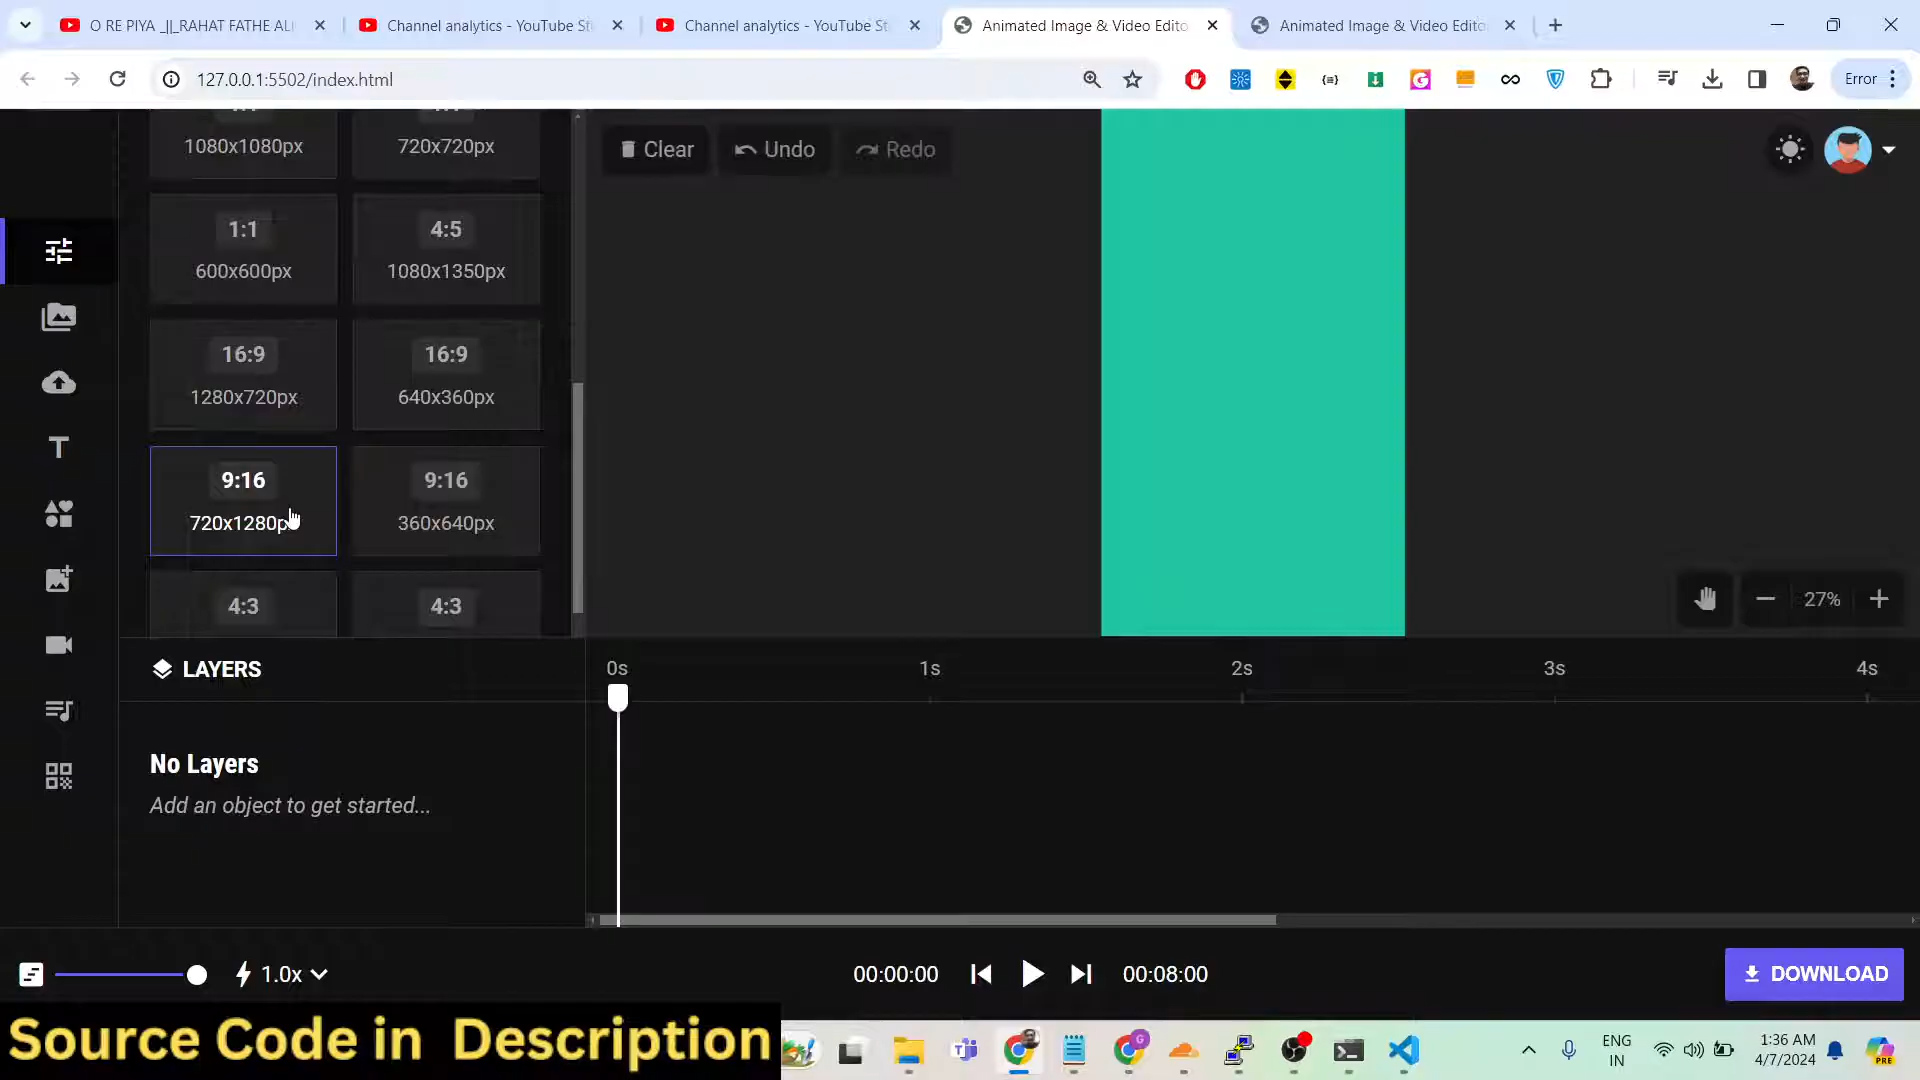 O RE PIYA _||_RAHAT FATHE ALI
Channel analytics - YouTube St
Channel analytics - YouTube St
Animated Image & Video Edito
Animated Image & Video Edito
127.0.0.1:5502/index.html
Error
1080x1080px
720x720px
Clear
Undo
Redo
1:1
600x600px
4:5
1080x1350px
16:9
1280x720px
16:9
640x360px
9:16
720x1280p
9:16
360x640px
4:3
4:3
27%
LAYERS
0s
1s
2s
3s
4s
No Layers
Add an object to get started...
1.0x
00:00:00
00:08:00
DOWNLOAD
Source Code in Description
ENG
IN
1:36 AM
4/7/2024
PRE